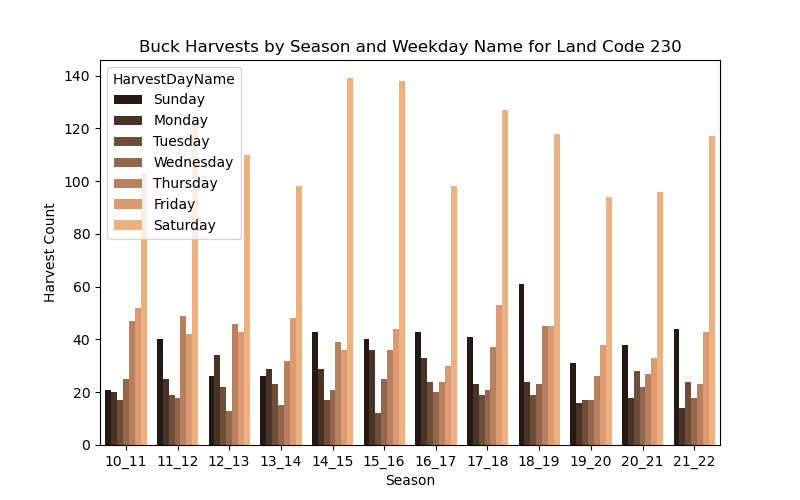 Buck Harvests by Season and Weekday Name for Land Code 230
140
120
100
80
60
40
20
0
Harvest Count
HarvestDayName
Sunday
Monday
Tuesday
Wednesday
Thursday
Friday
Saturday
10_11 11_12 12_13 13_14 14_15 15_16 16_17 17_18 18_19 19_20 20_21 21_22
Season